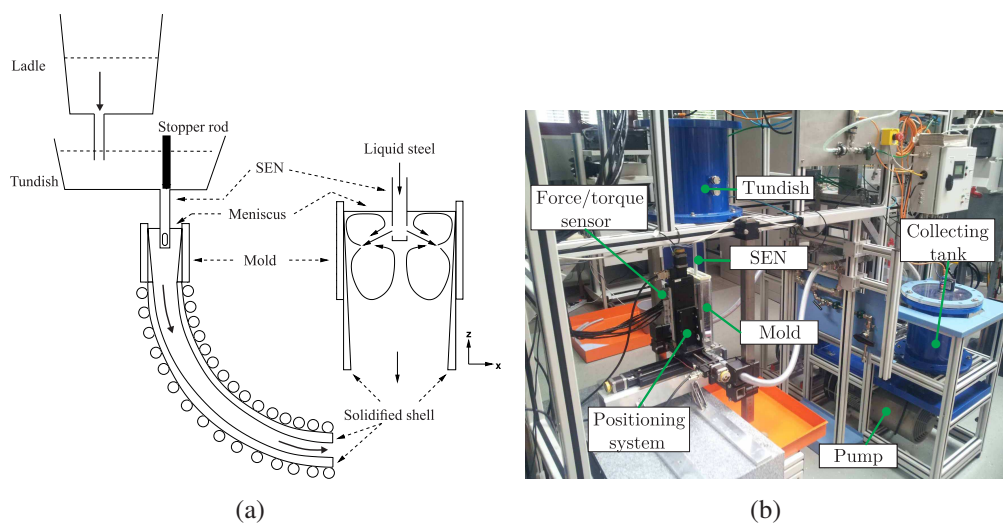 Ladle
Stopper rod
Tundish
SEN
Meniscus
Mold
Liquid steel
z
x
Solidified shell
(a)
Tundish
Force/torque
sensor
SEN
Collecting
tank
Mold
Positioning
system
Pump
(b)